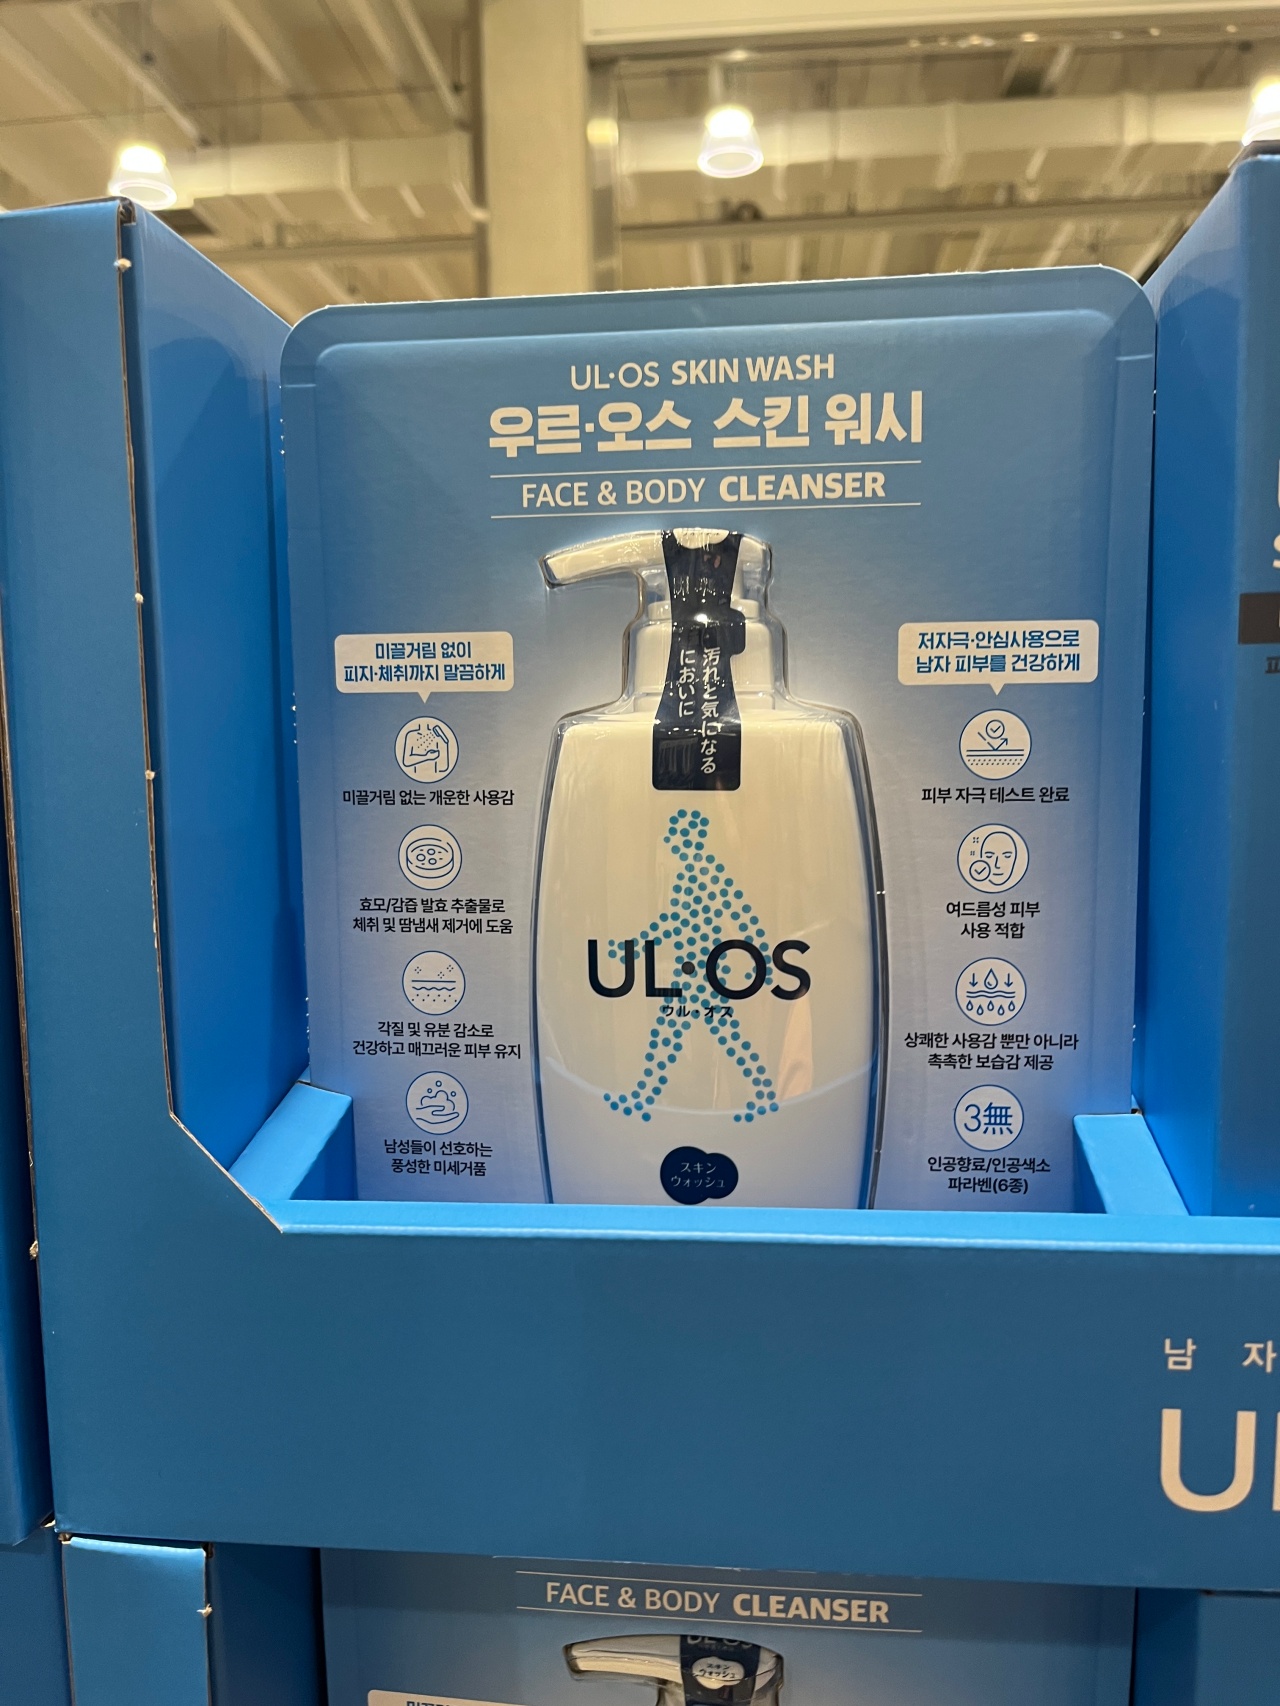 UL·OS SKIN WASH
우르·오스 스킨 워시
FACE & BODY CLEANSER
미끌거림 없이
피지·체취까지 말끔하게
미끌거림 없는 개운한 사용감
효모/감즙 발효 추출물로
체취 및 땀냄새 제거에 도움
각질 및 유분 감소로
건강하고 매끄러운 피부 유지
남성들이 선호하는
풍성한 미세거품
汚れと気になる
においに
UL·OS
ウル・オス
スキン
ウォッシュ
저자극·안심사용으로
남자 피부를 건강하게
피부 자극 테스트 완료
여드름성 피부
사용 적합
상쾌한 사용감 뿐만 아니라
촉촉한 보습감 제공
3無
인공향료/인공색소
파라벤(6종)
남 자
U
FACE & BODY CLEANSER
スキン
ウォッシュ